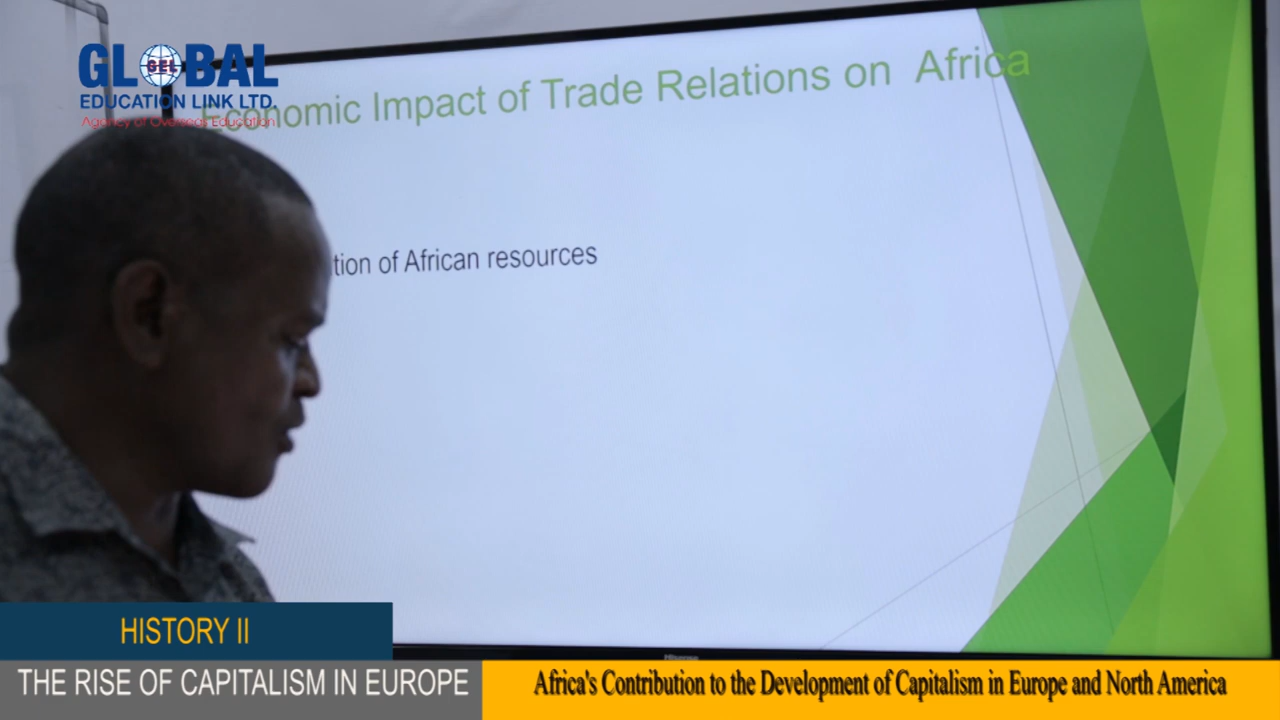 GLOBAL
GEL
EDUCATION LINK LTD.
Agency of Overseas Education
Economic Impact of Trade Relations on Africa
tion of African resources
HISTORY II
THE RISE OF CAPITALISM IN EUROPE
Africa's Contribution to the Development of Capitalism in Europe and North America